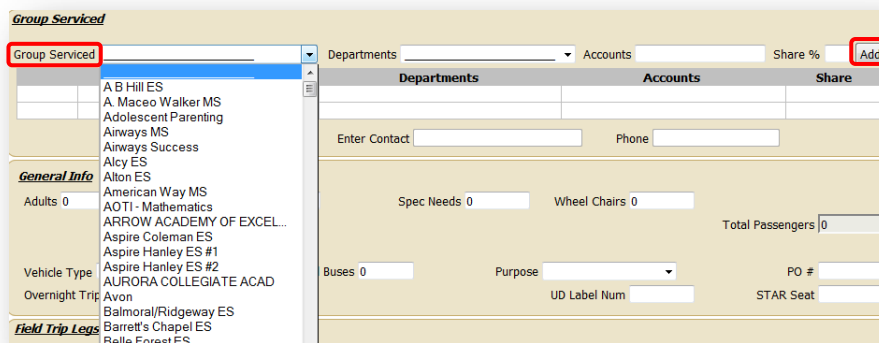 Group Serviced
Group Serviced Departments Accounts Share % Add
Departments Accounts Share
A B Hill ES
A. Maceo Walker MS
Adolescent Parenting
Airways MS
Airways Success
Alcy ES
Alton ES
American Way MS
AOTI - Mathematics
ARROW ACADEMY OF EXCEL...
Aspire Coleman ES
Aspire Hanley ES #1
Aspire Hanley ES #2
AURORA COLLEGIATE ACAD
Avon
Balmoral/Ridgeway ES
Barrett's Chapel ES
Belle Forest ES
Enter Contact Phone
General Info
Adults 0 Spec Needs 0 Wheel Chairs 0
Total Passengers 0
Vehicle Type Buses 0 Purpose PO #
Overnight Trip UD Label Num STAR Seat
Field Trip Legs